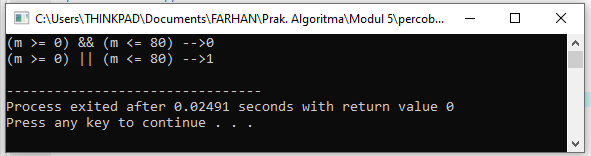 C:\Users\THINKPAD\Documents\FARHAN\Prak. Algoritma\Modul 5\percob...
(m >= 0) && (m <= 80) -->0
(m >= 0) || (m <= 80) -->1
--------------------------------
Process exited after 0.02491 seconds with return value 0
Press any key to continue . . .